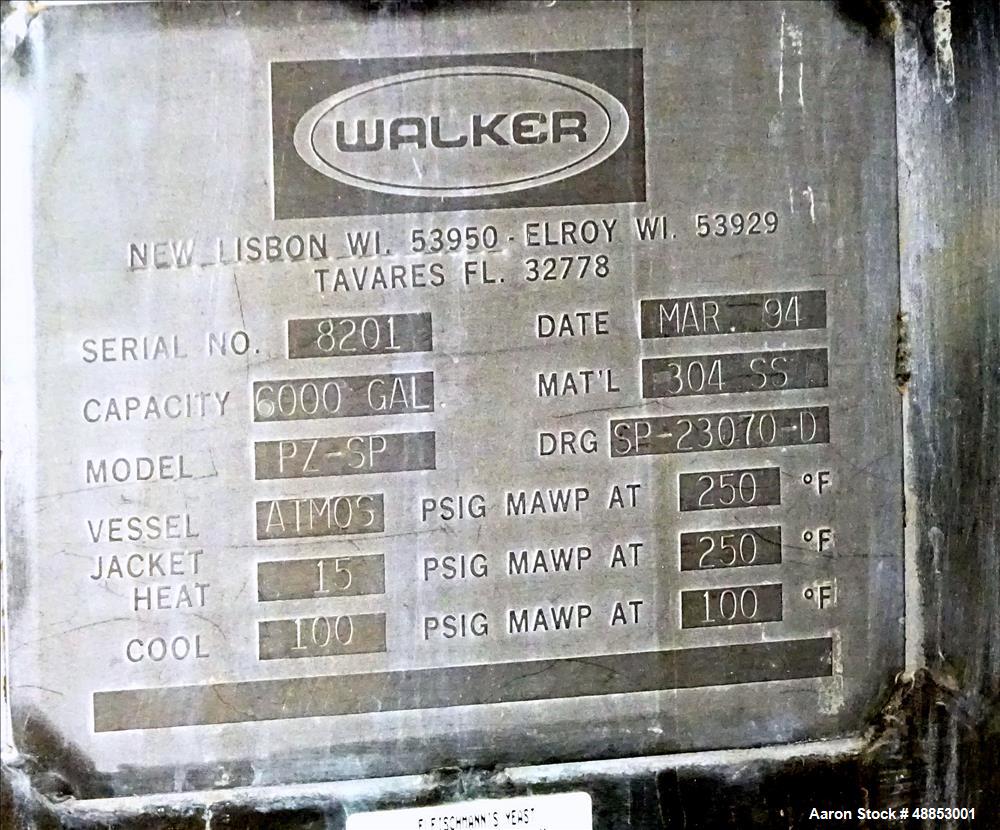 WALKER
NEW LISBON WI. 53950 - ELROY WI. 53929
TAVARES FL. 32778
SERIAL NO. 8201 DATE MAR. 94
CAPACITY 6000 GAL. MAT'L 304 SS
MODEL PZ-SP DRG SP-23070-D
VESSEL ATMOS PSIG MAWP AT 250 °F
JACKET
HEAT 15 PSIG MAWP AT 250 °F
COOL 100 PSIG MAWP AT 100 °F
FLEISCHMANN'S YEAST
Aaron Stock # 48853001